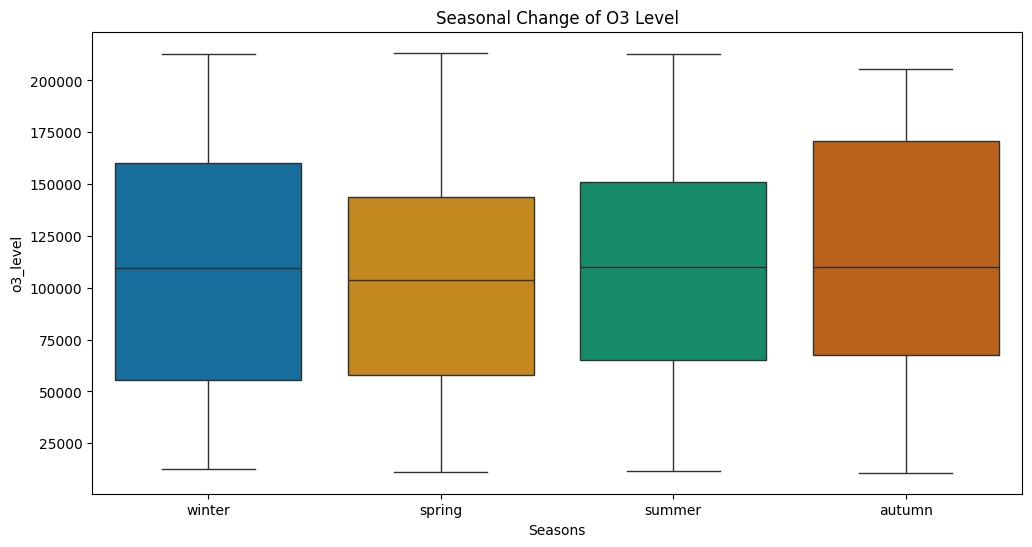 Seasonal Change of O3 Level
200000
175000
150000
125000
100000
75000
50000
25000
o3_level
winter spring summer autumn
Seasons